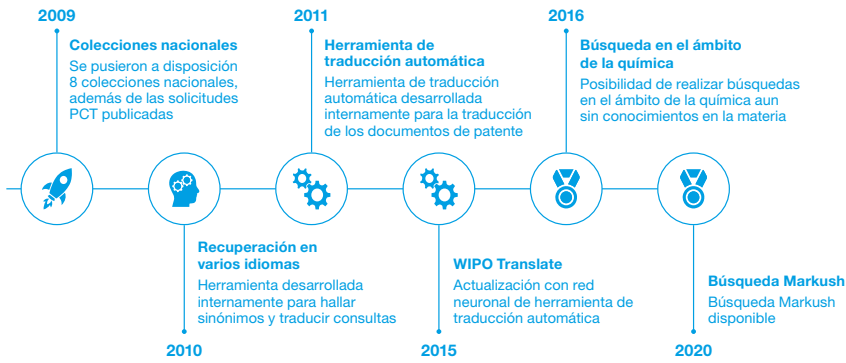 2009
Colecciones nacionales
Se pusieron a disposición
8 colecciones nacionales,
además de las solicitudes
PCT publicadas
2010
Recuperación en
varios idiomas
Herramienta desarrollada
internamente para hallar
sinónimos y traducir consultas
2011
Herramienta de
traducción automática
Herramienta de traducción
automática desarrollada
internamente para la traducción
de los documentos de patente
2015
WIPO Translate
Actualización con red
neuronal de herramienta de
traducción automática
2016
Búsqueda en el ámbito
de la química
Posibilidad de realizar búsquedas
en el ámbito de la química aun
sin conocimientos en la materia
2020
Búsqueda Markush
Búsqueda Markush
disponible